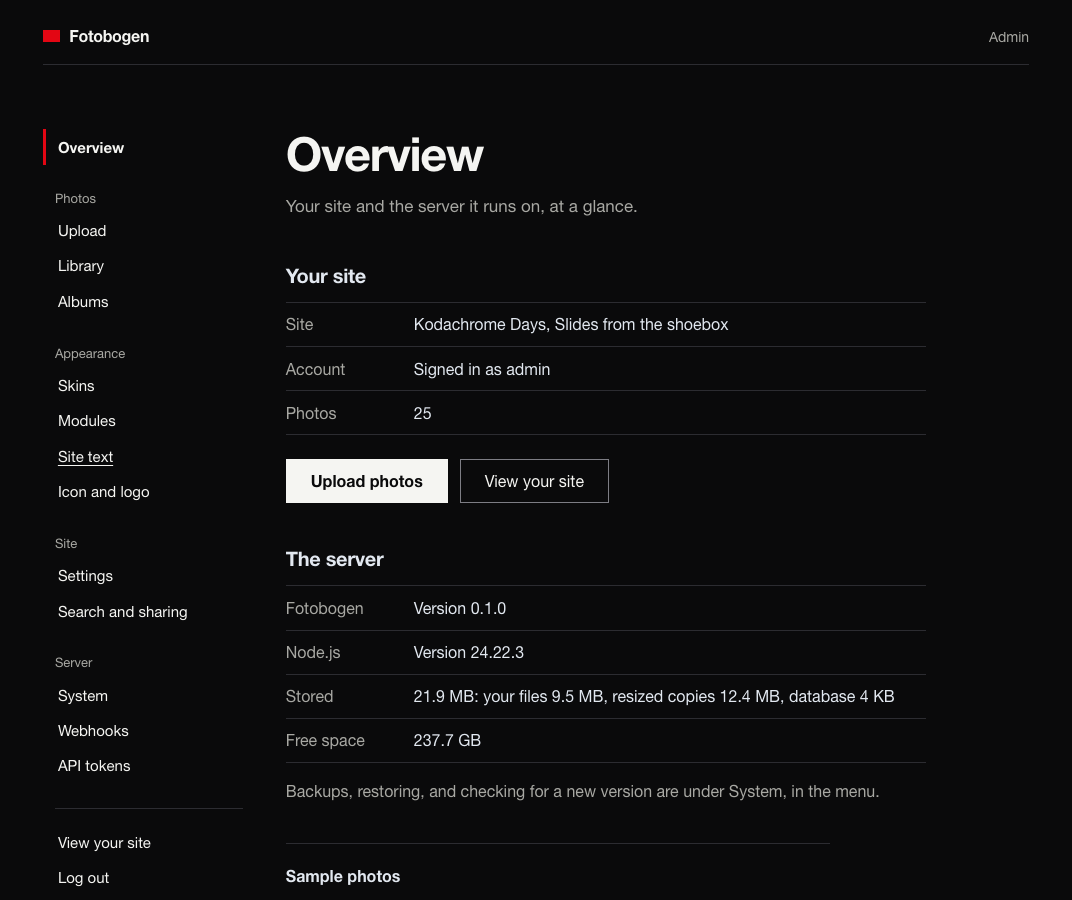 Fotobogen
Admin
Overview
Photos
Upload
Library
Albums
Appearance
Skins
Modules
Site text
Icon and logo
Site
Settings
Search and sharing
Server
System
Webhooks
API tokens
View your site
Log out
Overview
Your site and the server it runs on, at a glance.
Your site
Site Kodachrome Days, Slides from the shoebox
Account Signed in as admin
Photos 25
Upload photos View your site
The server
Fotobogen Version 0.1.0
Node.js Version 24.22.3
Stored 21.9 MB: your files 9.5 MB, resized copies 12.4 MB, database 4 KB
Free space 237.7 GB
Backups, restoring, and checking for a new version are under System, in the menu.
Sample photos